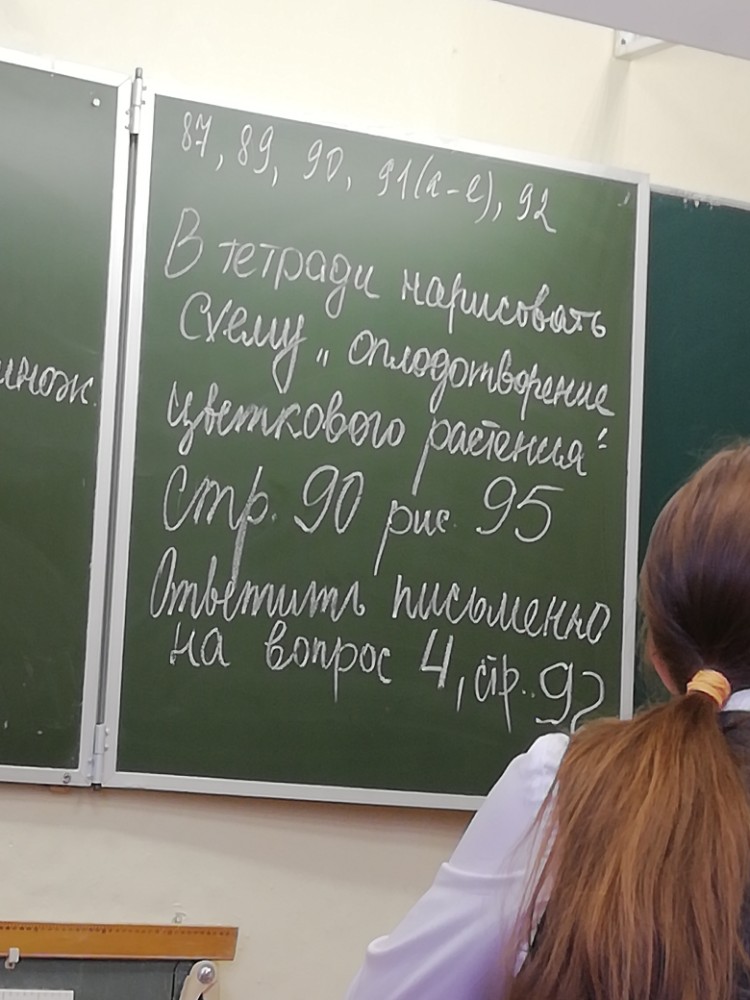 инож.
87, 89, 90, 91(а-е), 92
В тетради нарисовать
схему „ оплодотворение
цветкового растения“
стр. 90 рис. 95
Ответить письменно
на вопрос 4, стр. 92